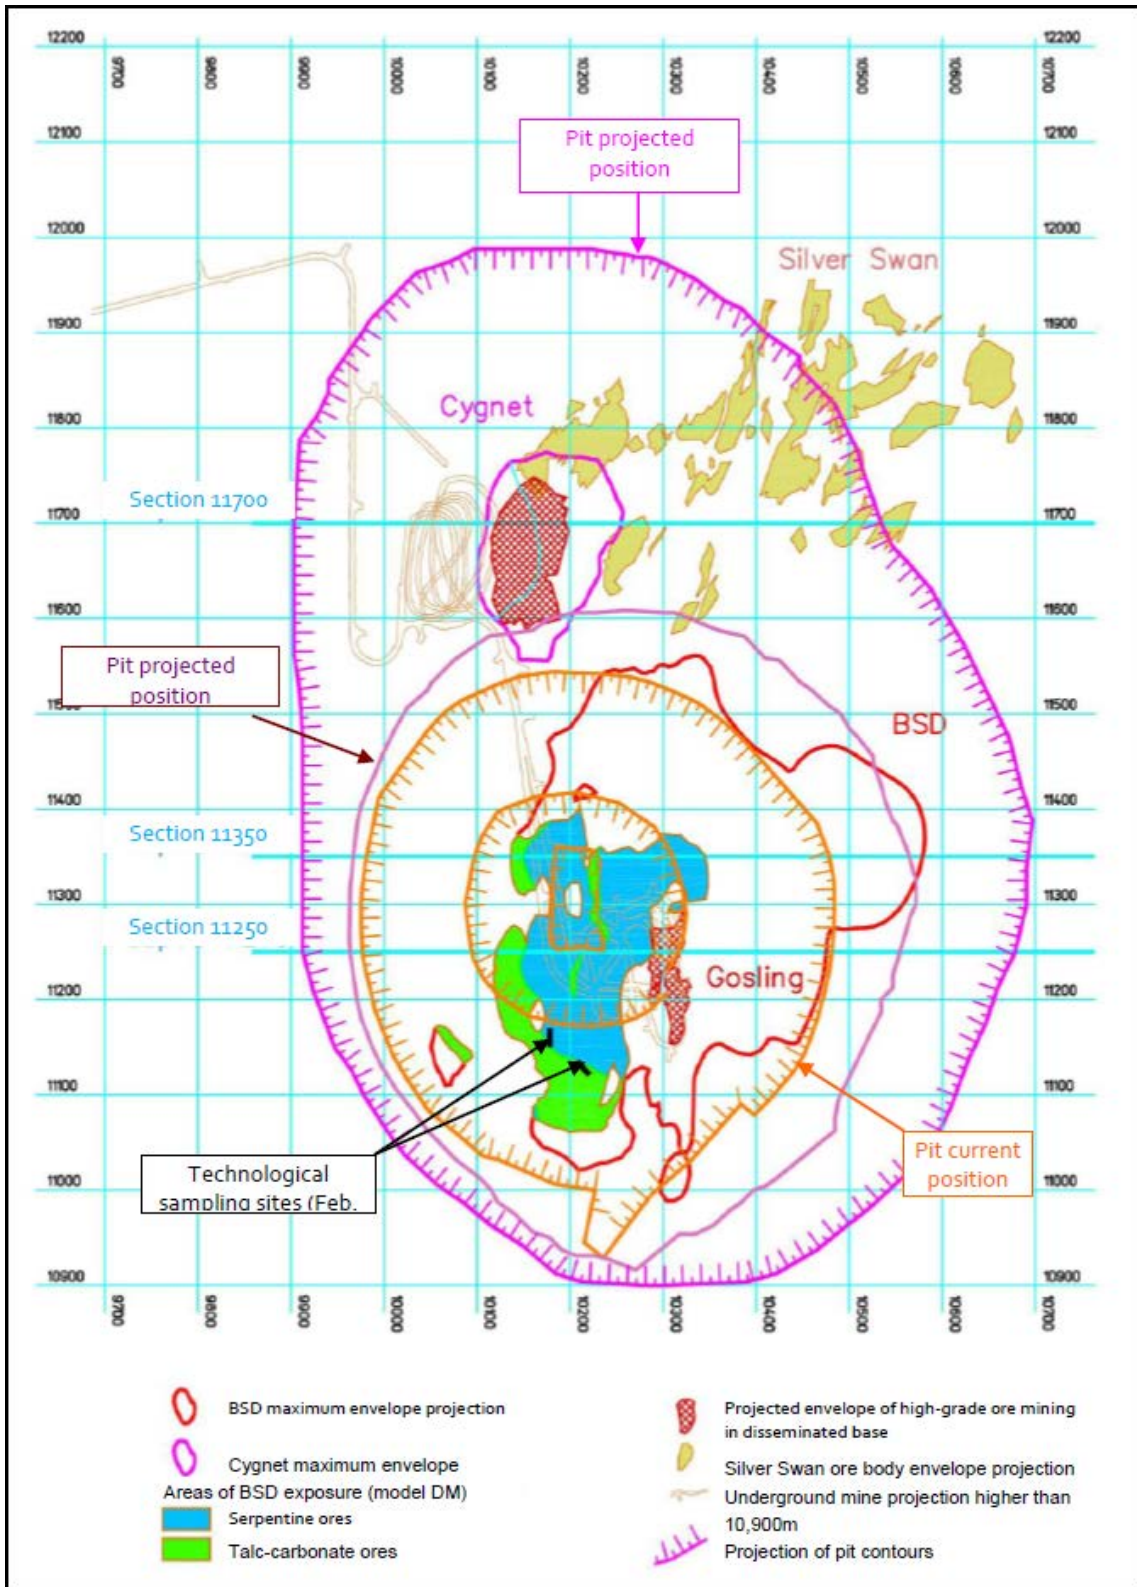 12200
12200
9700
9800
9900
10000
10100
10200
10300
10400
10500
10600
10700
12100
12100
Pit projected
position
12000
12000
Silver Swan
11900
11900
Cygnet
11800
11800
Section 11700
11700
11700
11600
11600
Pit projected
position
11500
11500
BSD
11400
11400
Section 11350
11300
11300
Section 11250
Gosling
11200
11200
11100
11100
Pit current
position
Technological
sampling sites (Feb.
11000
11000
10900
10900
9700
9800
9900
10000
10100
10200
10300
10400
10500
10600
10700
BSD maximum envelope projection
Cygnet maximum envelope
Areas of BSD exposure (model DM)
Serpentine ores
Talc-carbonate ores
Projected envelope of high-grade ore mining
in disseminated base
Silver Swan ore body envelope projection
Underground mine projection higher than
10,900m
Projection of pit contours